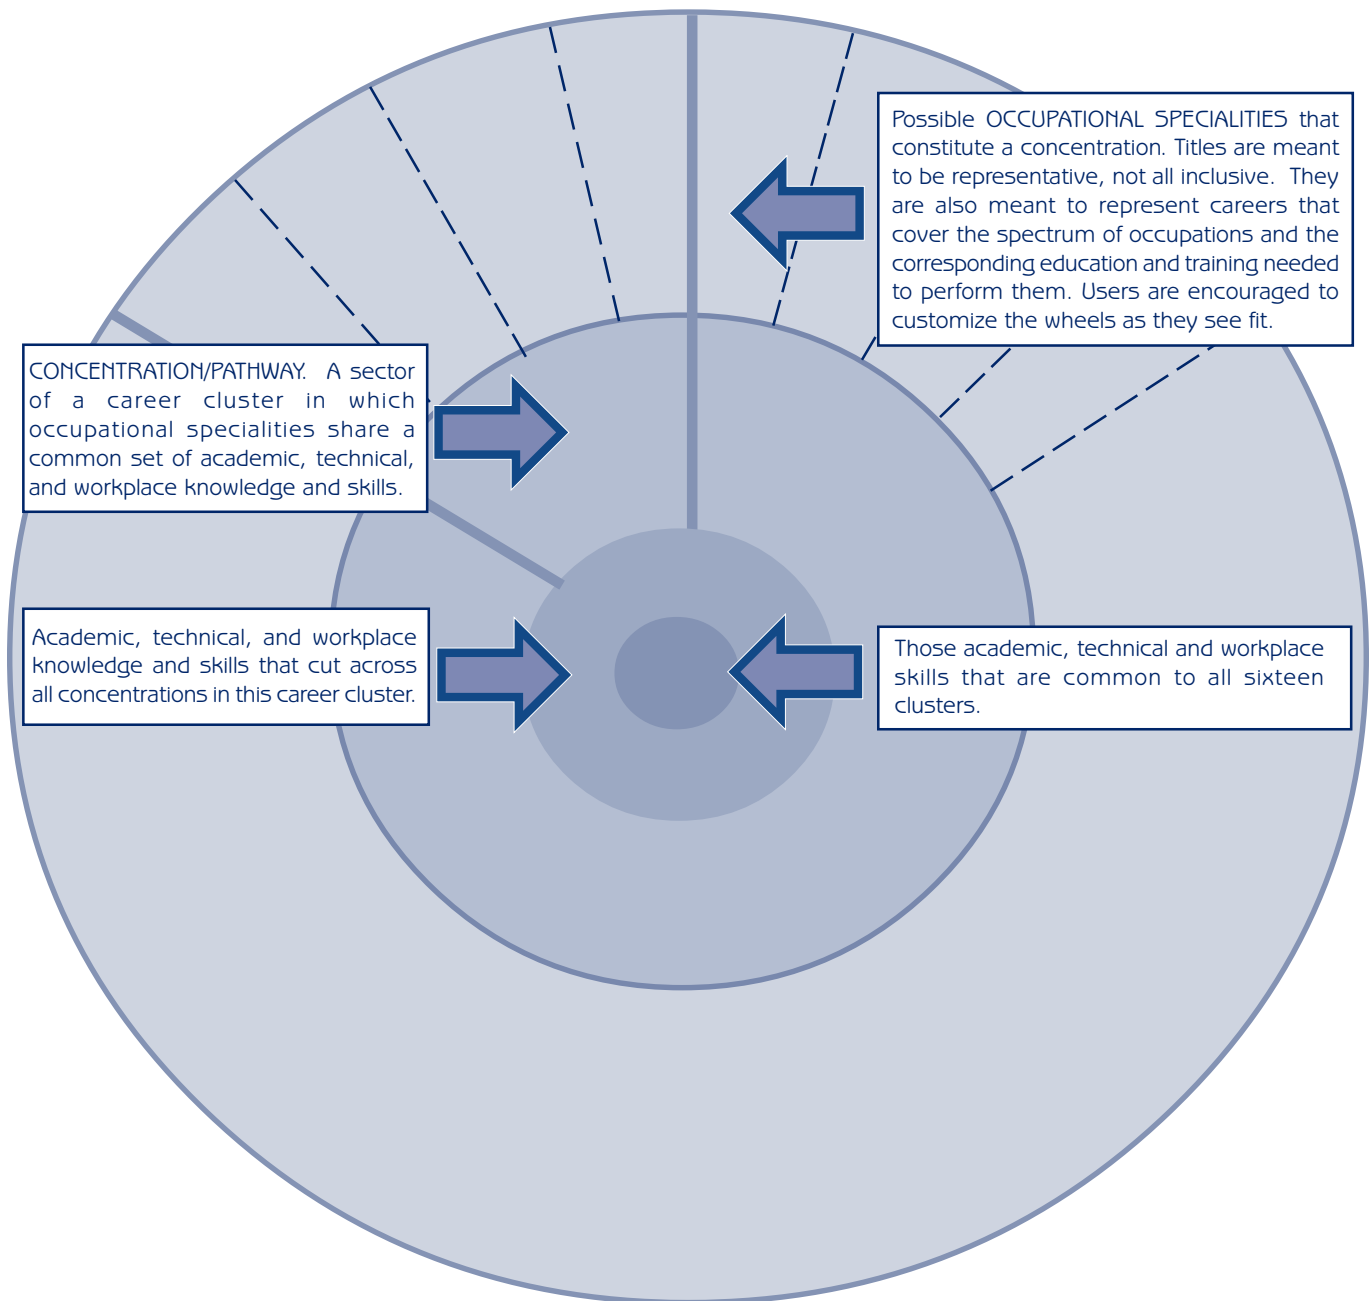 Possible OCCUPATIONAL SPECIALITIES that
constitute a concentration. Titles are meant
to be representative, not all inclusive. They
are also meant to represent careers that
cover the spectrum of occupations and the
corresponding education and training needed
to perform them. Users are encouraged to
customize the wheels as they see fit.
CONCENTRATION/PATHWAY. A sector
of a career cluster in which
occupational specialities share a
common set of academic, technical,
and workplace knowledge and skills.
Academic, technical, and workplace
knowledge and skills that cut across
all concentrations in this career cluster.
Those academic, technical and workplace
skills that are common to all sixteen
clusters.